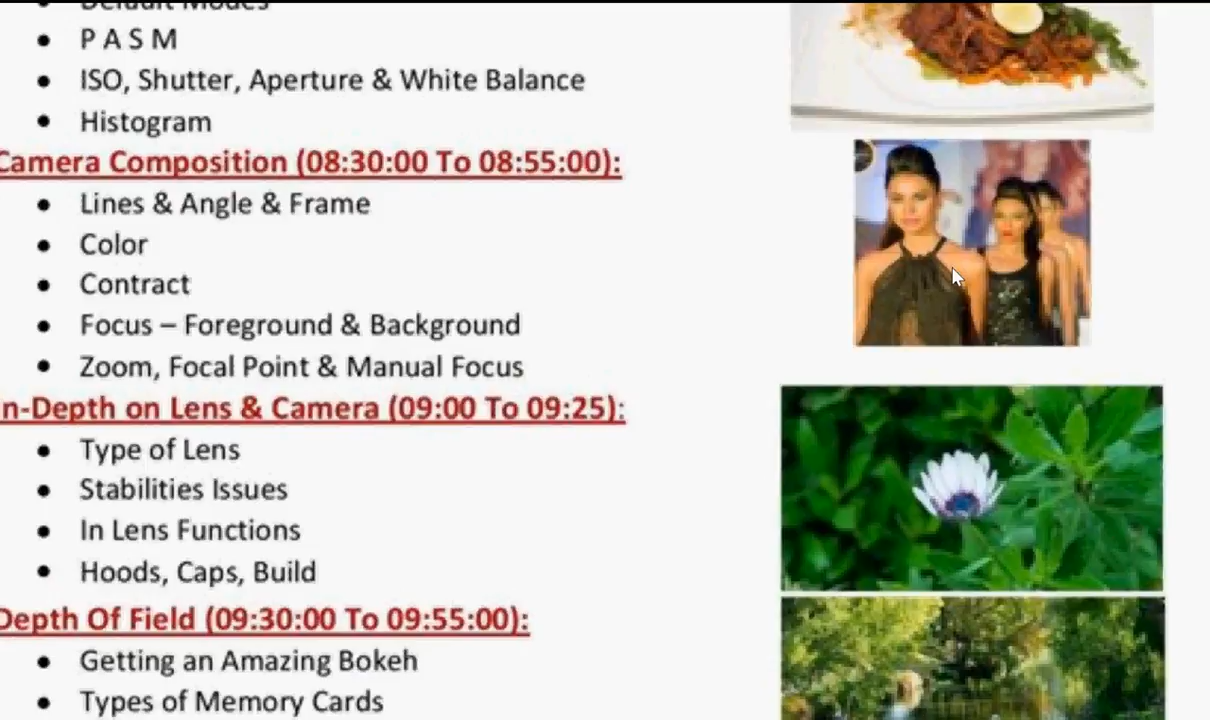 Default Modes
P A S M
ISO, Shutter, Aperture & White Balance
Histogram
Camera Composition (08:30:00 To 08:55:00):
Lines & Angle & Frame
Color
Contract
Focus – Foreground & Background
Zoom, Focal Point & Manual Focus
n-Depth on Lens & Camera (09:00 To 09:25):
Type of Lens
Stabilities Issues
In Lens Functions
Hoods, Caps, Build
Depth Of Field (09:30:00 To 09:55:00):
Getting an Amazing Bokeh
Types of Memory Cards